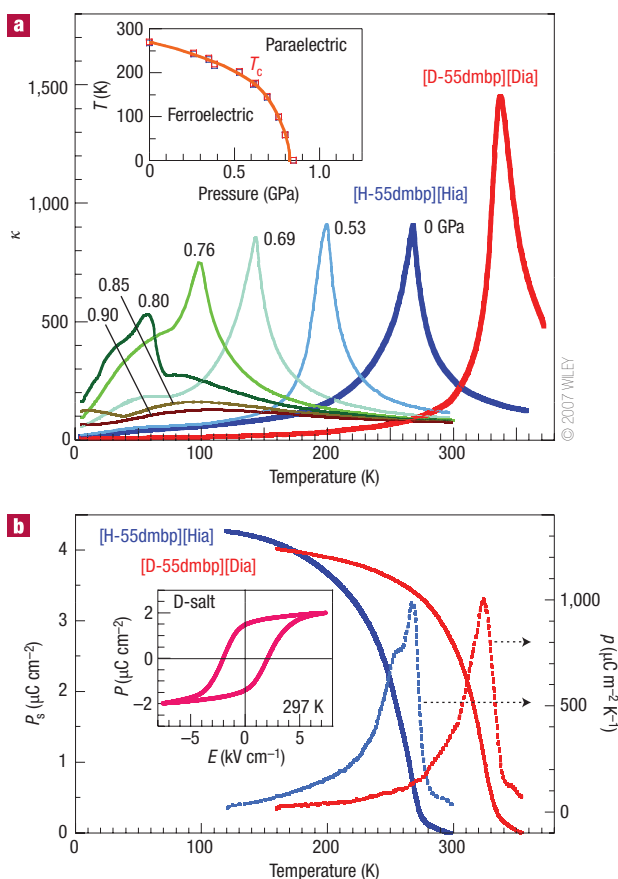 a
300
200
100
0
T (K)
Paraelectric
Tc
Ferroelectric
0
0.5
1.0
Pressure (GPa)
[D-55dmbp][Dia]
[H-55dmbp][Hia]
0 GPa
0.53
0.69
0.76
0.80
0.85
0.90
1,500
1,000
500
0
κ
0
100
200
300
Temperature (K)
© 2007 WILEY
b
[H-55dmbp][Hia]
[D-55dmbp][Dia]
4
3
2
1
0
Ps (μC cm–2)
D-salt
2
0
–2
P (μC cm–2)
297 K
–5
0
5
E (kV cm–1)
1,000
500
0
p (μC m–2 K–1)
0
100
200
300
Temperature (K)